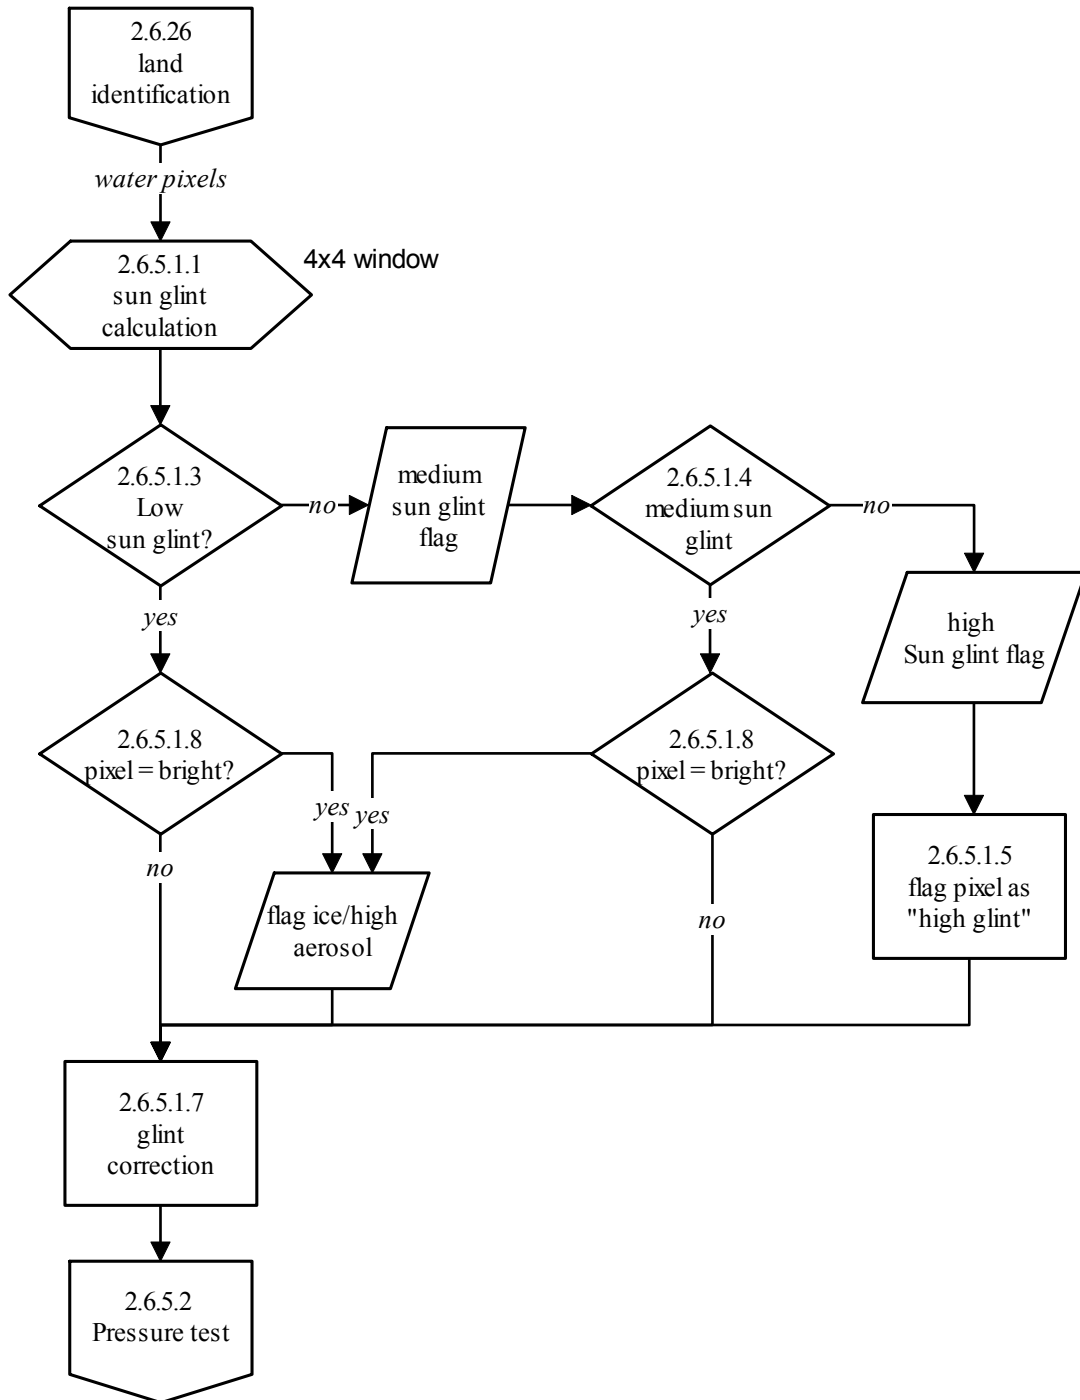 2.6.26
land
identification
water pixels
2.6.5.1.1
sun glint
calculation
4x4 window
2.6.5.1.3
Low
sun glint?
no
medium
sun glint
flag
2.6.5.1.4
medium sun
glint
no
yes
yes
high
Sun glint flag
2.6.5.1.8
pixel = bright?
2.6.5.1.8
pixel = bright?
yes
yes
no
flag ice/high
aerosol
no
2.6.5.1.5
flag pixel as
"high glint"
2.6.5.1.7
glint
correction
2.6.5.2
Pressure test